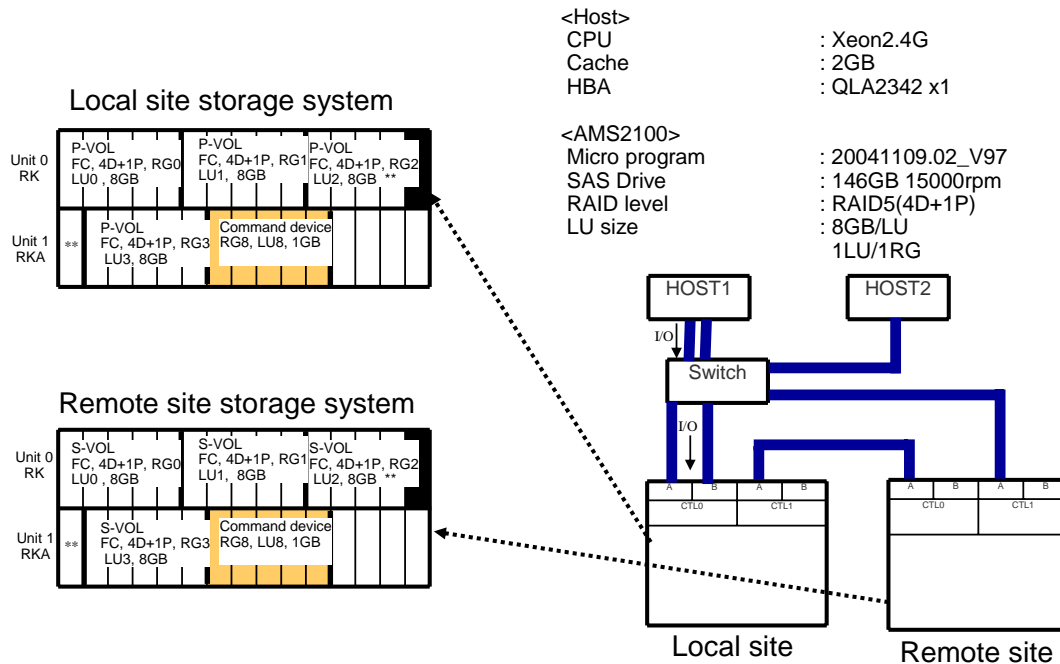 <Host>
CPU : Xeon2.4G
Cache : 2GB
HBA : QLA2342 x1
<AMS2100>
Micro program : 20041109.02_V97
SAS Drive : 146GB 15000rpm
RAID level : RAID5(4D+1P)
LU size : 8GB/LU
1LU/1RG
Local site storage system
Unit 0
RK
P-VOL
FC, 4D+1P, RG0
LU0 , 8GB
P-VOL
FC, 4D+1P, RG1
LU1, 8GB
P-VOL
FC, 4D+1P, RG2
LU2, 8GB **
Unit 1
RKA
**
P-VOL
FC, 4D+1P, RG3
LU3, 8GB
Command device
RG8, LU8, 1GB
Remote site storage system
Unit 0
RK
S-VOL
FC, 4D+1P, RG0
LU0, 8GB
S-VOL
FC, 4D+1P, RG1
LU1, 8GB
S-VOL
FC, 4D+1P, RG2
LU2, 8GB **
Unit 1
RKA
**
S-VOL
FC, 4D+1P, RG3
LU3, 8GB
Command device
RG8, LU8, 1GB
HOST1
HOST2
I/O
Switch
I/O
A B A B
CTL0 CTL1
A B A B
CTL0 CTL1
Local site
Remote site